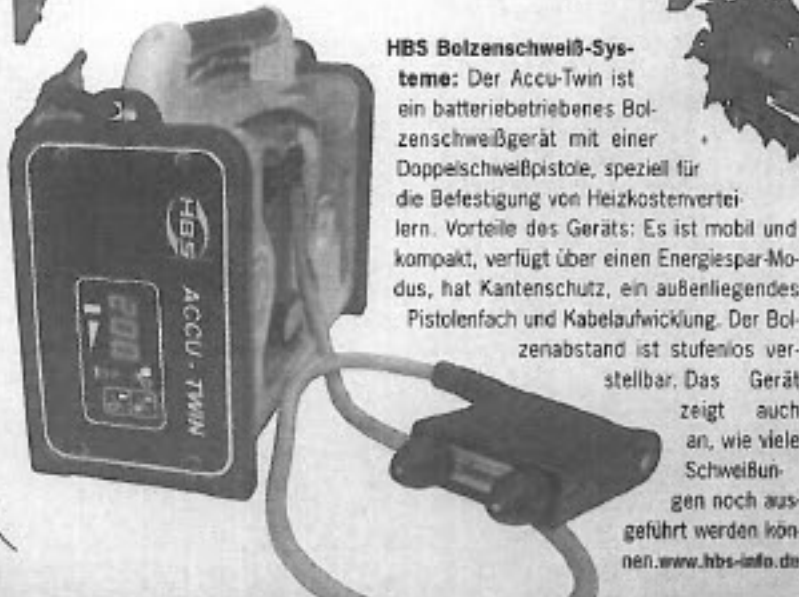 HBS Bolzenschweiß-Sys-
teme: Der Accu-Twin ist
ein batteriebetriebenes Bol-
zenschweißgerät mit einer
Doppelschweißpistole, speziell für
die Befestigung von Heizkostenvertei-
lern. Vorteile des Geräts: Es ist mobil und
kompakt, verfügt über einen Energiespar-Mo-
dus, hat Kantenschutz, ein außenliegendes
Pistolenfach und Kabelaufwicklung. Der Bol-
zenabstand ist stufenlos ver-
stellbar. Das Gerät
zeigt auch
an, wie viele
Schweißun-
gen noch aus-
geführt werden kön-
nen.www.hbs-info.de
HBS ACCU-TWIN
200